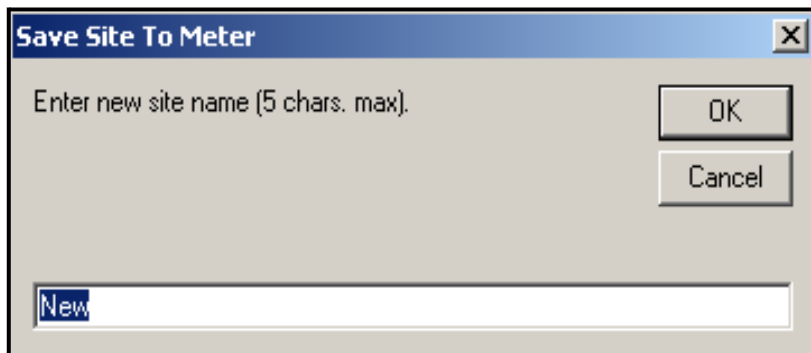 Save Site To Meter
Enter new site name (5 chars. max).
OK
Cancel
New